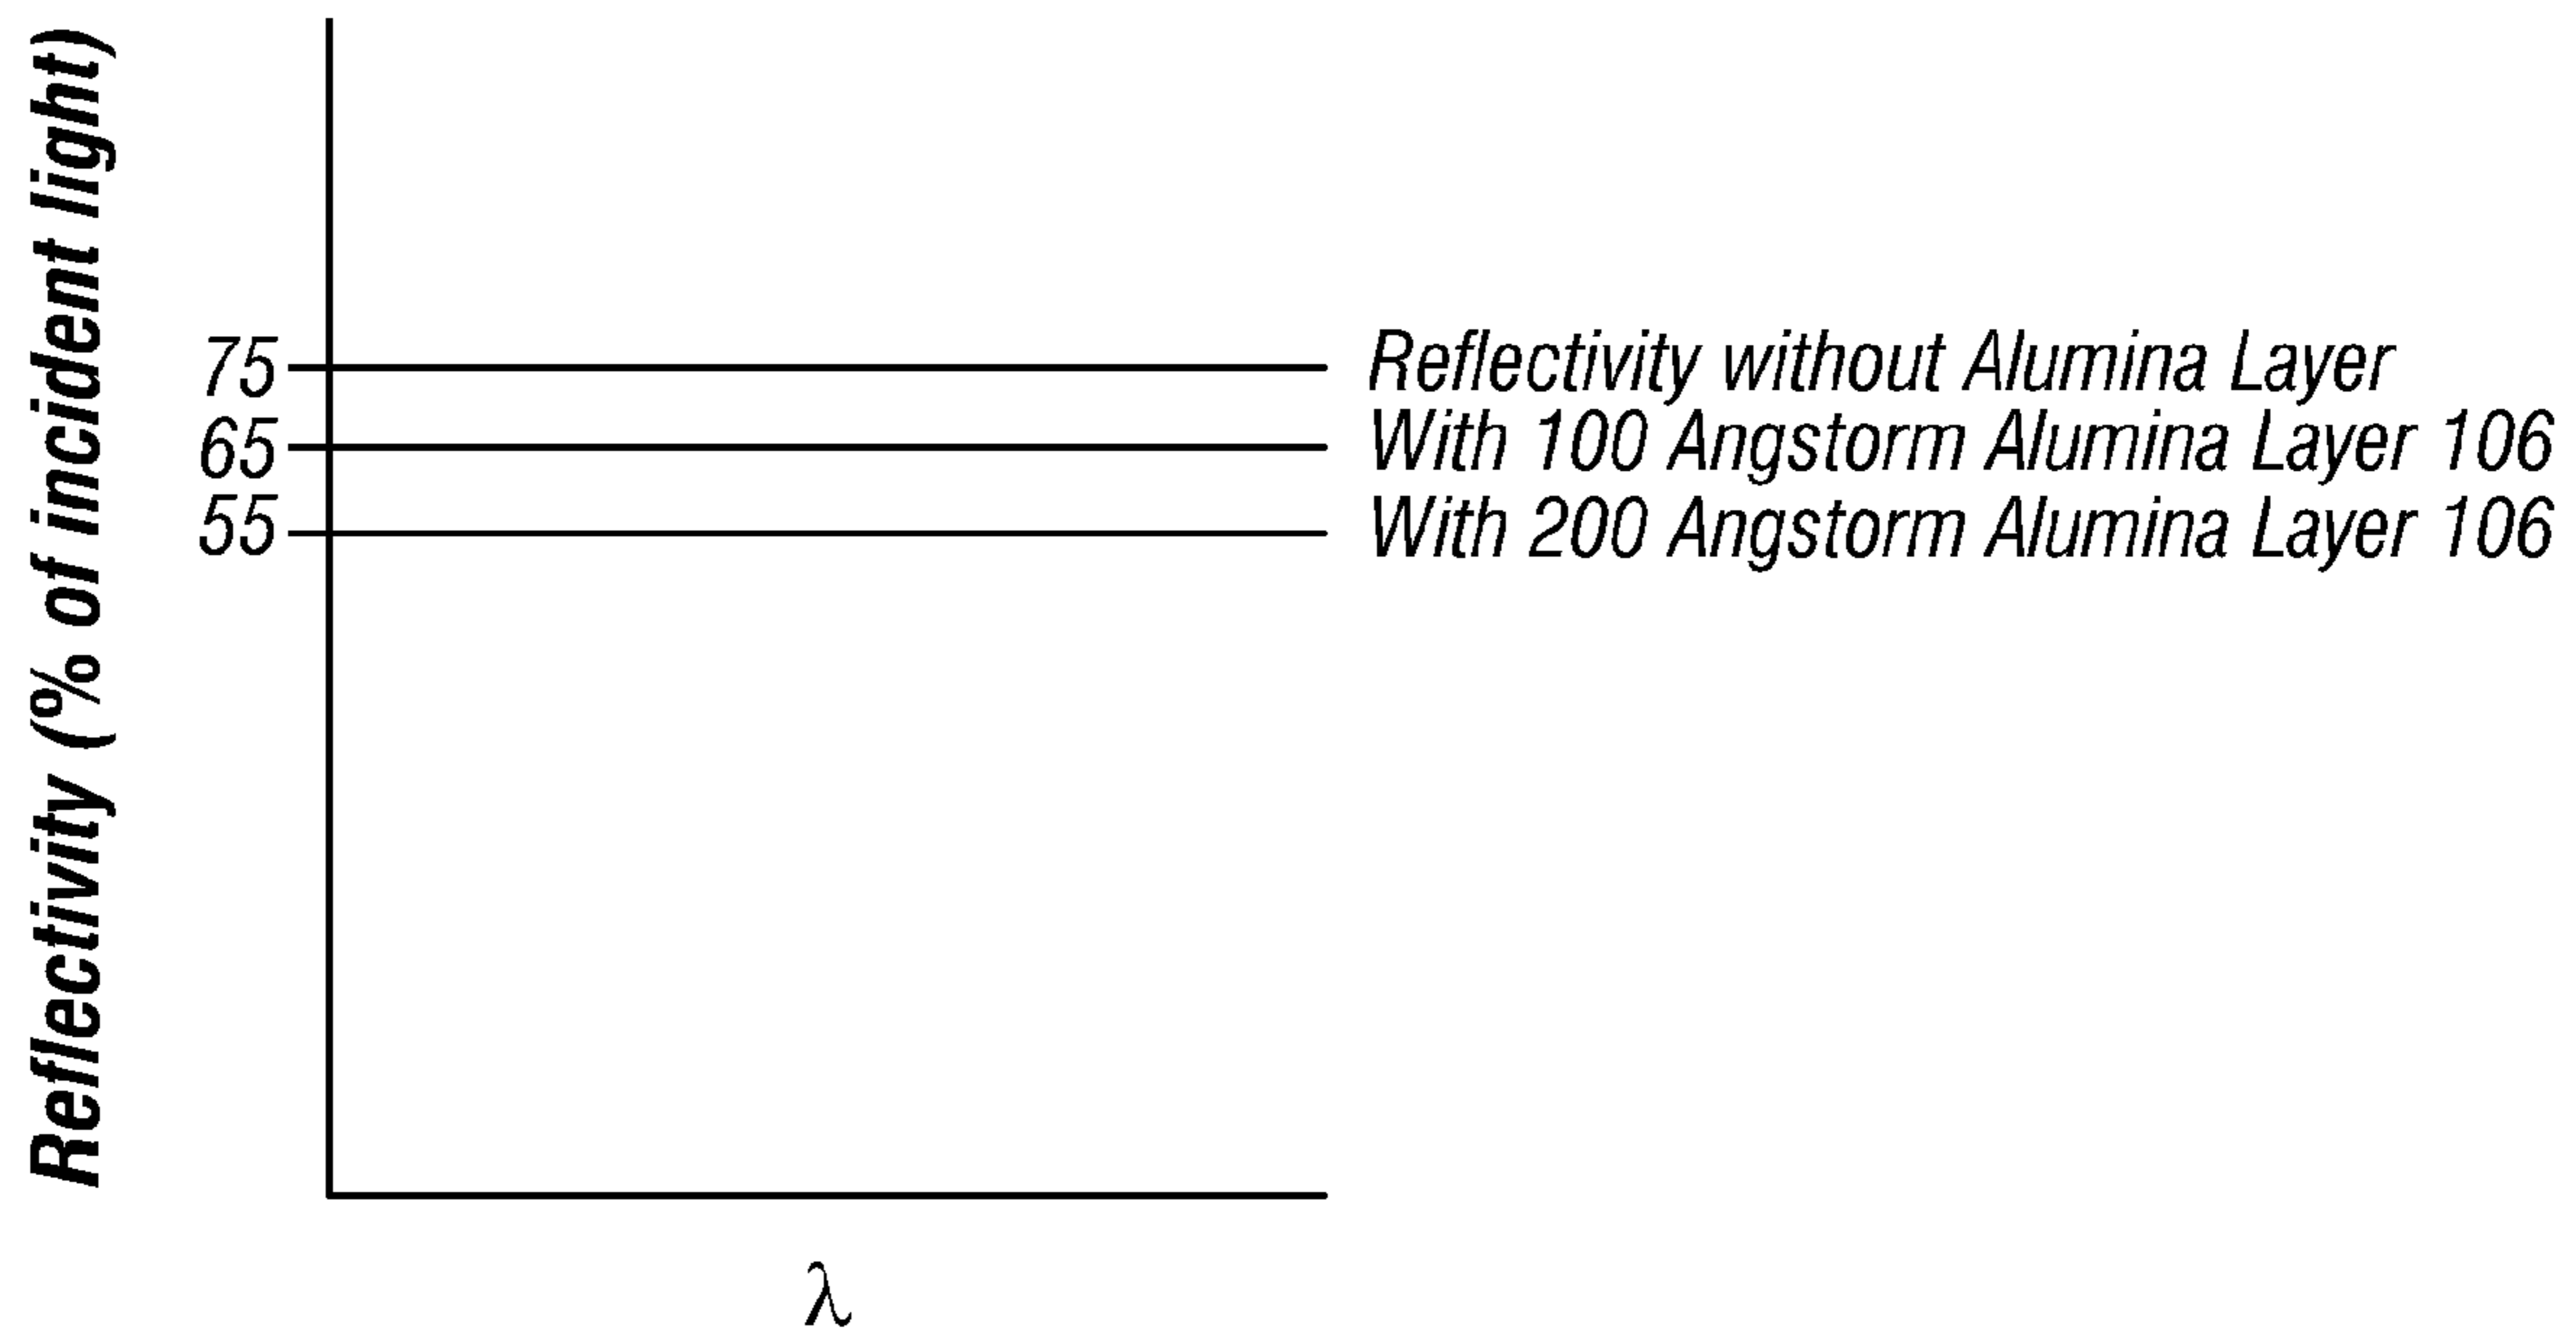 Reflectivity (% of incident light)
75
Reflectivity without Alumina Layer
65
With 100 Angstorm Alumina Layer 106
55
With 200 Angstorm Alumina Layer 106
λ